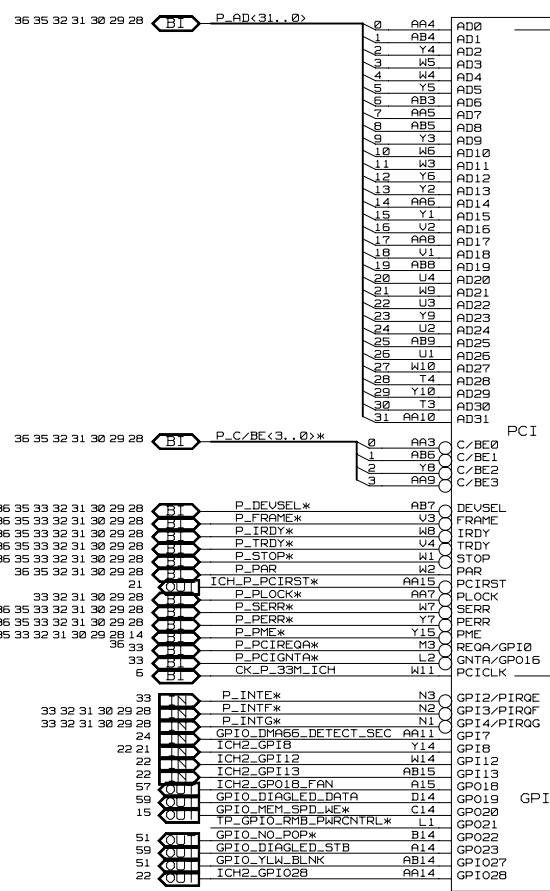 36 35 32 31 30 29 28 BI P_AD<31..0>
0 AA4 AD0
1 AB4 AD1
2 Y4 AD2
3 W5 AD3
4 W4 AD4
5 Y5 AD5
6 AB3 AD6
7 AA5 AD7
8 AB5 AD8
9 Y3 AD9
10 W6 AD10
11 W3 AD11
12 Y6 AD12
13 Y2 AD13
14 AA6 AD14
15 Y1 AD15
16 V2 AD16
17 AA8 AD17
18 V1 AD18
19 AB8 AD19
20 U4 AD20
21 W9 AD21
22 U3 AD22
23 Y9 AD23
24 U2 AD24
25 AB9 AD25
26 U1 AD26
27 W10 AD27
28 T4 AD28
29 Y10 AD29
30 T3 AD30
31 AA10 AD31
PCI
36 35 32 31 30 29 28 BI P_C/BE<3..0>*
0 AA3 C/BE0
1 AB6 C/BE1
2 Y8 C/BE2
3 AA9 C/BE3
36 35 33 32 31 30 29 28 BI P_DEVSEL* AB7 DEVSEL
36 35 33 32 31 30 29 28 BI P_FRAME* V3 FRAME
36 35 33 32 31 30 29 28 BI P_IRDY* W8 IRDY
36 35 33 32 31 30 29 28 BI P_TRDY* V4 TRDY
36 35 33 32 31 30 29 28 BI P_STOP* W1 STOP
36 35 32 31 30 29 28 BI P_PAR W2 PAR
21 OUT ICH_P_PCIRST* AA15 PCIRST
33 32 31 30 29 28 BI P_PLOCK* AA7 PLOCK
36 35 33 32 31 30 29 28 BI P_SERR* W7 SERR
36 35 33 32 31 30 29 28 BI P_PERR* Y7 PERR
35 33 32 31 30 29 28 14 BI P_PME* Y15 PME
36 33 BI P_PCIREQA* M3 REQA/GPI0
33 BI P_PCIGNTA* L2 GNTA/GPO16
6 BI CK_P_33M_ICH W11 PCICLK
33 IN P_INTE* N3 GPI2/PIRQE
33 32 31 30 29 28 IN P_INTF* N2 GPI3/PIRQF
33 32 31 30 29 28 IN P_INTG* N1 GPI4/PIRQG
24 IN GPIO_DMA66_DETECT_SEC AA11 GPI7
22 21 IN ICH2_GPI8 Y14 GPI8
22 IN ICH2_GPI12 W14 GPI12
22 IN ICH2_GPI13 AB15 GPI13
57 OUT ICH2_GPO18_FAN A15 GPO18
59 OUT GPIO_DIAGLED_DATA D14 GPO19
15 OUT GPIO_MEM_SPD_WE* C14 GPO20
TP_GPIO_RMB_PWRCNTRL* L1 GPO21
51 OUT GPIO_NO_POP* B14 GPO22
59 OUT GPIO_DIAGLED_STB A14 GPO23
51 OUT GPIO_YLW_BLNK AB14 GPIO27
22 OUT ICH2_GPIO28 AA14 GPIO28
GPI